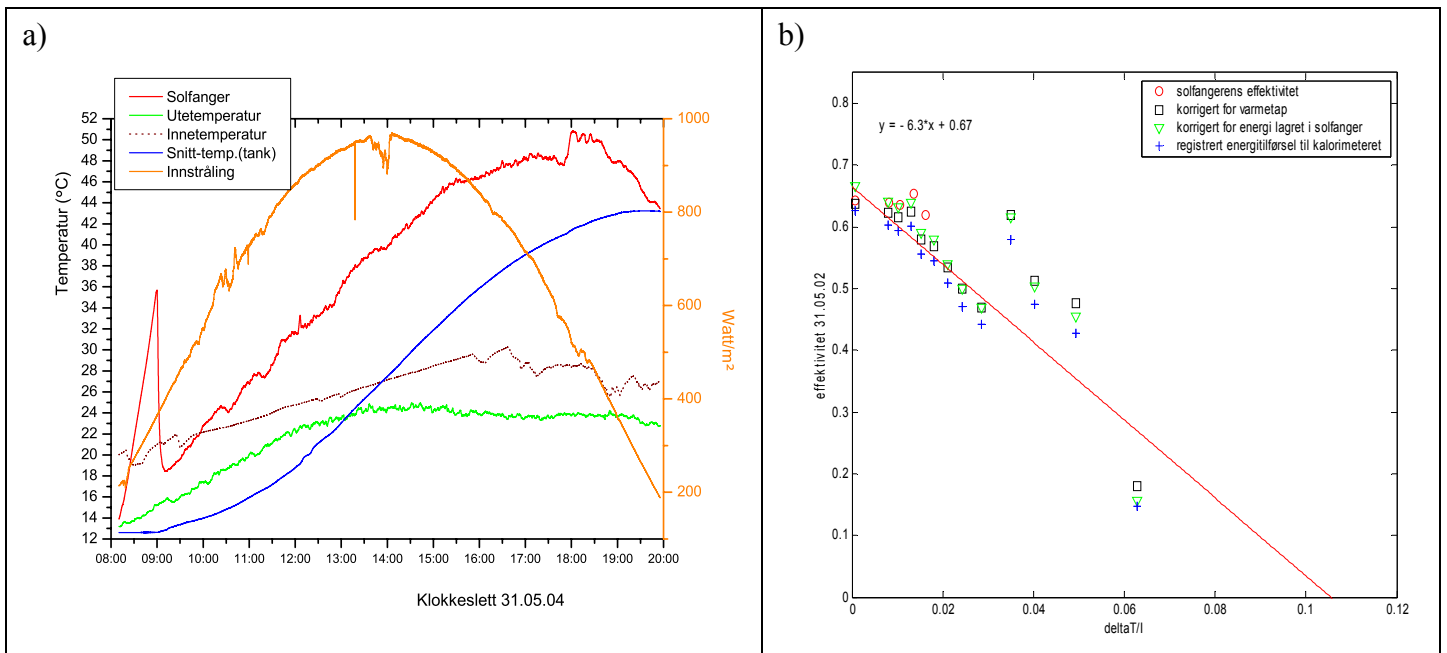 a)
Solfanger
Utetemperatur
Innetemperatur
Snitt-temp.(tank)
Innstråling
Temperatur (°C)
52
50
48
46
44
42
40
38
36
34
32
30
28
26
24
22
20
18
16
14
12
1000
800
600
400
200
Watt/m²
08:00 09:00 10:00 11:00 12:00 13:00 14:00 15:00 16:00 17:00 18:00 19:00 20:00
Klokkeslett 31.05.04
b)
solfangerens effektivitet
korrigert for varmetap
korrigert for energi lagret i solfanger
registrert energitilførsel til kalorimeteret
y = - 6.3*x + 0.67
effektivitet 31.05.02
0.8
0.7
0.6
0.5
0.4
0.3
0.2
0.1
0
0 0.02 0.04 0.06 0.08 0.1 0.12
deltaT/I